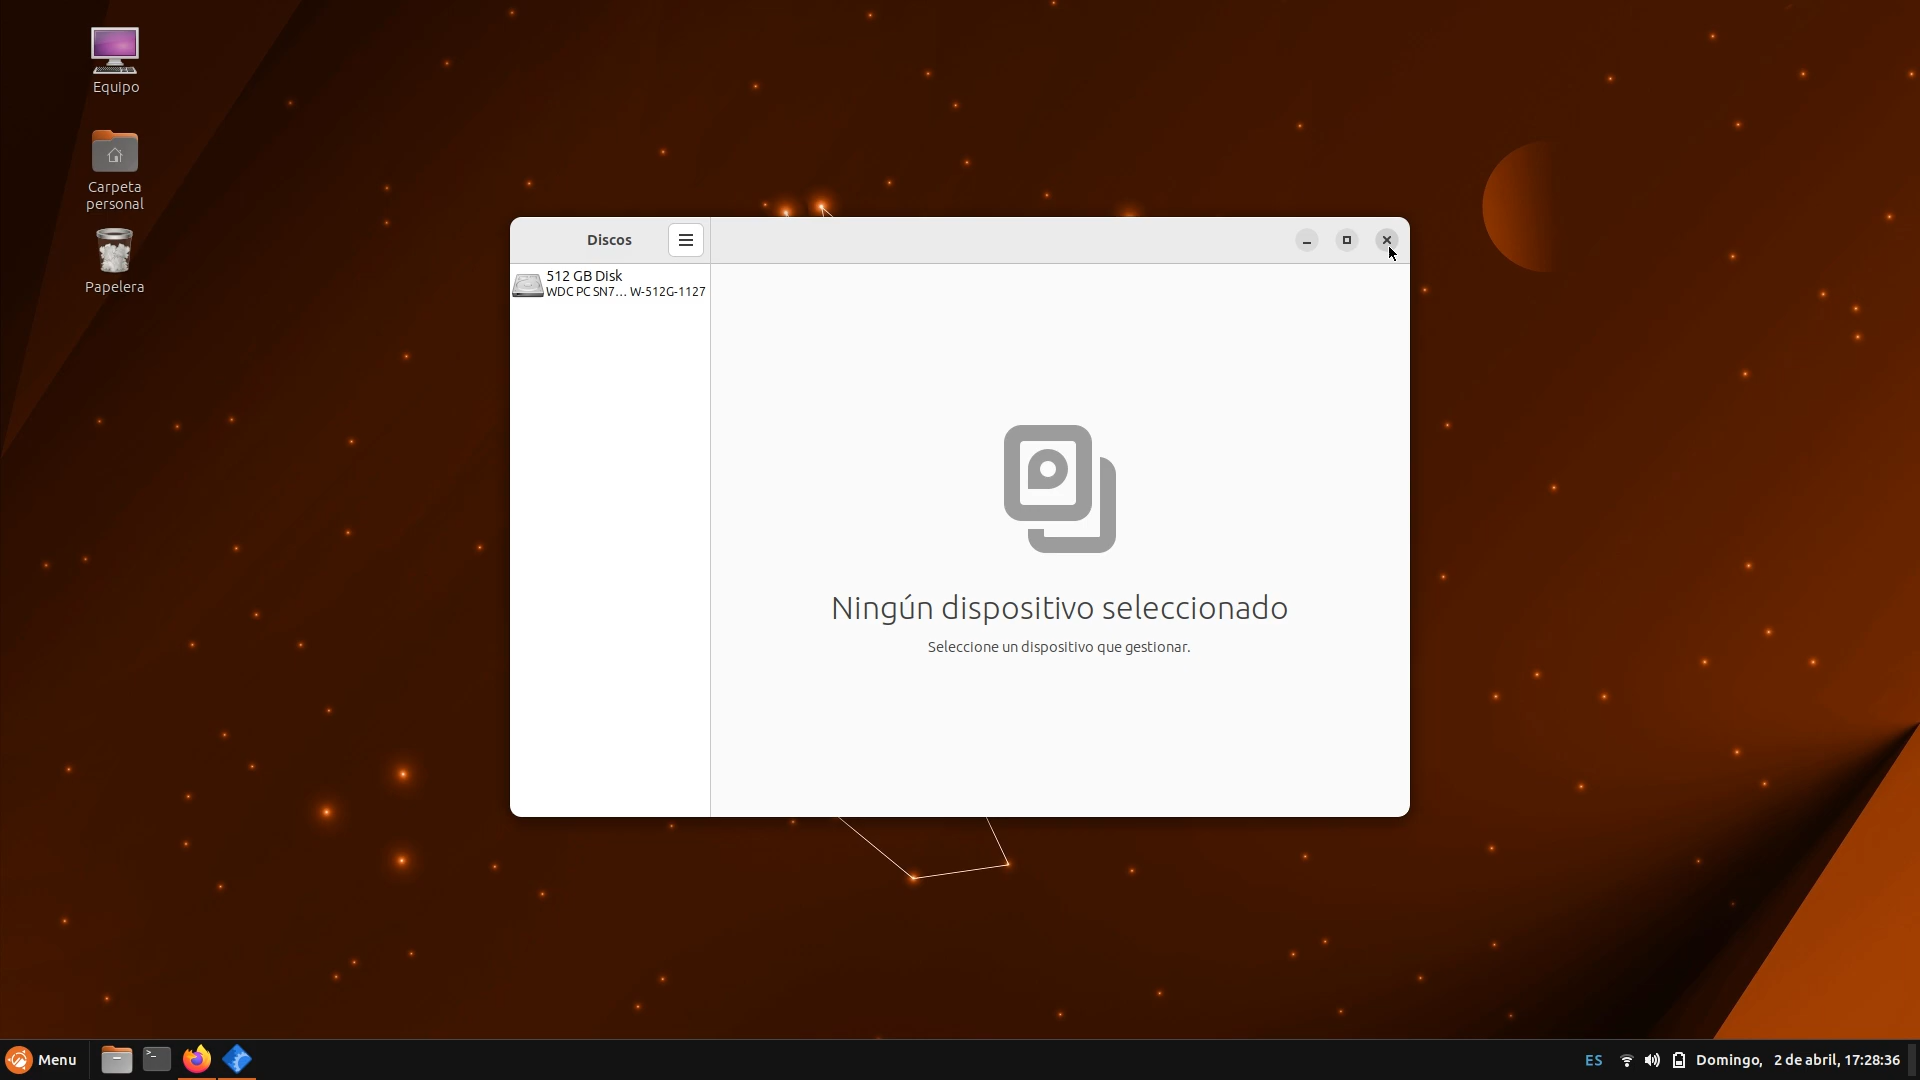 Equipo
Carpeta
personal
Papelera
Discos
512 GB Disk
WDC PC SN7… W-512G-1127
Ningún dispositivo seleccionado
Seleccione un dispositivo que gestionar.
Menu
ES
Domingo, 2 de abril, 17:28:36